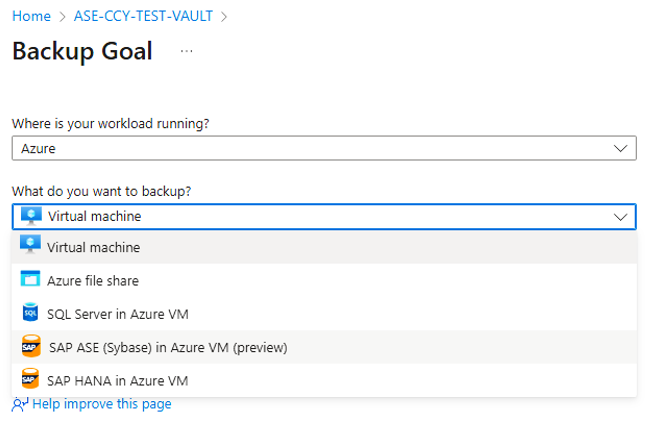 Home > ASE-CCY-TEST-VAULT >
Backup Goal ...
Where is your workload running?
Azure
What do you want to backup?
Virtual machine
Virtual machine
Azure file share
SQL SQL Server in Azure VM
SAP SAP ASE (Sybase) in Azure VM (preview)
SAP SAP HANA in Azure VM
Help improve this page